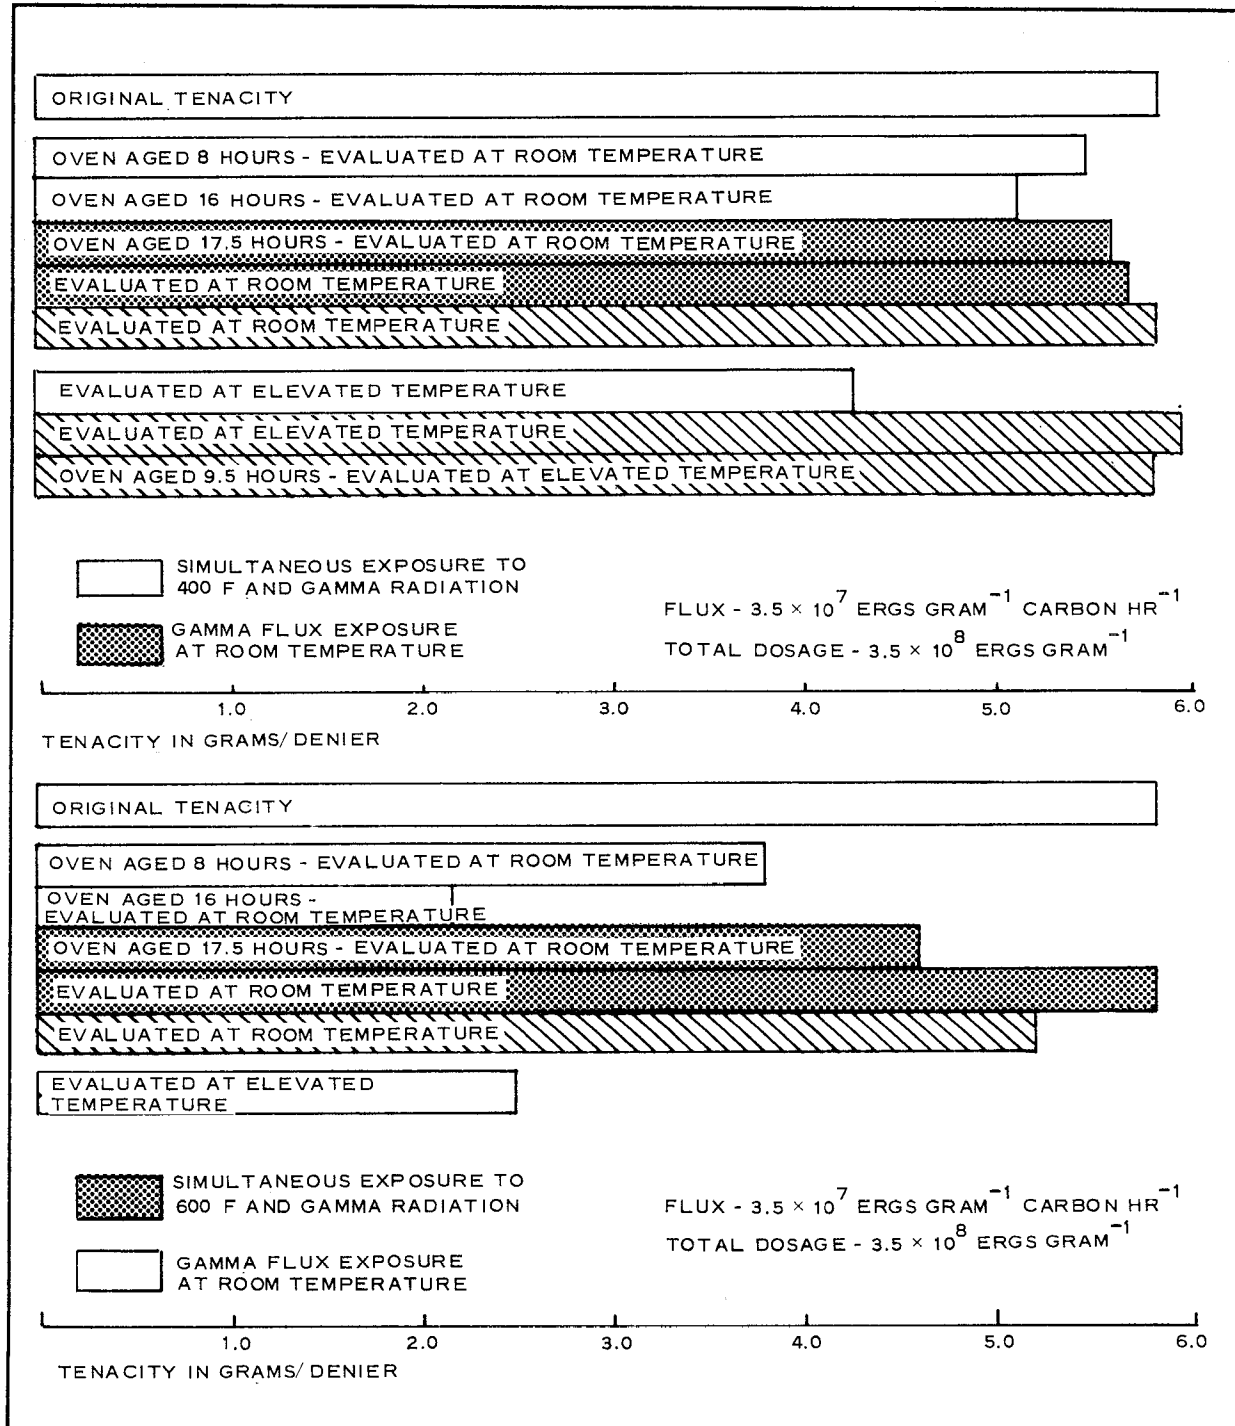 ORIGINAL TENACITY
OVEN AGED 8 HOURS - EVALUATED AT ROOM TEMPERATURE
OVEN AGED 16 HOURS - EVALUATED AT ROOM TEMPERATURE
OVEN AGED 17.5 HOURS - EVALUATED AT ROOM TEMPERATURE
EVALUATED AT ROOM TEMPERATURE
EVALUATED AT ROOM TEMPERATURE
EVALUATED AT ELEVATED TEMPERATURE
EVALUATED AT ELEVATED TEMPERATURE
OVEN AGED 9.5 HOURS - EVALUATED AT ELEVATED TEMPERATURE
SIMULTANEOUS EXPOSURE TO
400 F AND GAMMA RADIATION
GAMMA FLUX EXPOSURE
AT ROOM TEMPERATURE
FLUX - 3.5 × 10⁷ ERGS GRAM⁻¹ CARBON HR⁻¹
TOTAL DOSAGE - 3.5 × 10⁸ ERGS GRAM⁻¹
1.0 2.0 3.0 4.0 5.0 6.0
TENACITY IN GRAMS/DENIER
ORIGINAL TENACITY
OVEN AGED 8 HOURS - EVALUATED AT ROOM TEMPERATURE
OVEN AGED 16 HOURS -
EVALUATED AT ROOM TEMPERATURE
OVEN AGED 17.5 HOURS - EVALUATED AT ROOM TEMPERATURE
EVALUATED AT ROOM TEMPERATURE
EVALUATED AT ROOM TEMPERATURE
EVALUATED AT ELEVATED
TEMPERATURE
SIMULTANEOUS EXPOSURE TO
600 F AND GAMMA RADIATION
GAMMA FLUX EXPOSURE
AT ROOM TEMPERATURE
FLUX - 3.5 × 10⁷ ERGS GRAM⁻¹ CARBON HR⁻¹
TOTAL DOSAGE - 3.5 × 10⁸ ERGS GRAM⁻¹
1.0 2.0 3.0 4.0 5.0 6.0
TENACITY IN GRAMS/DENIER